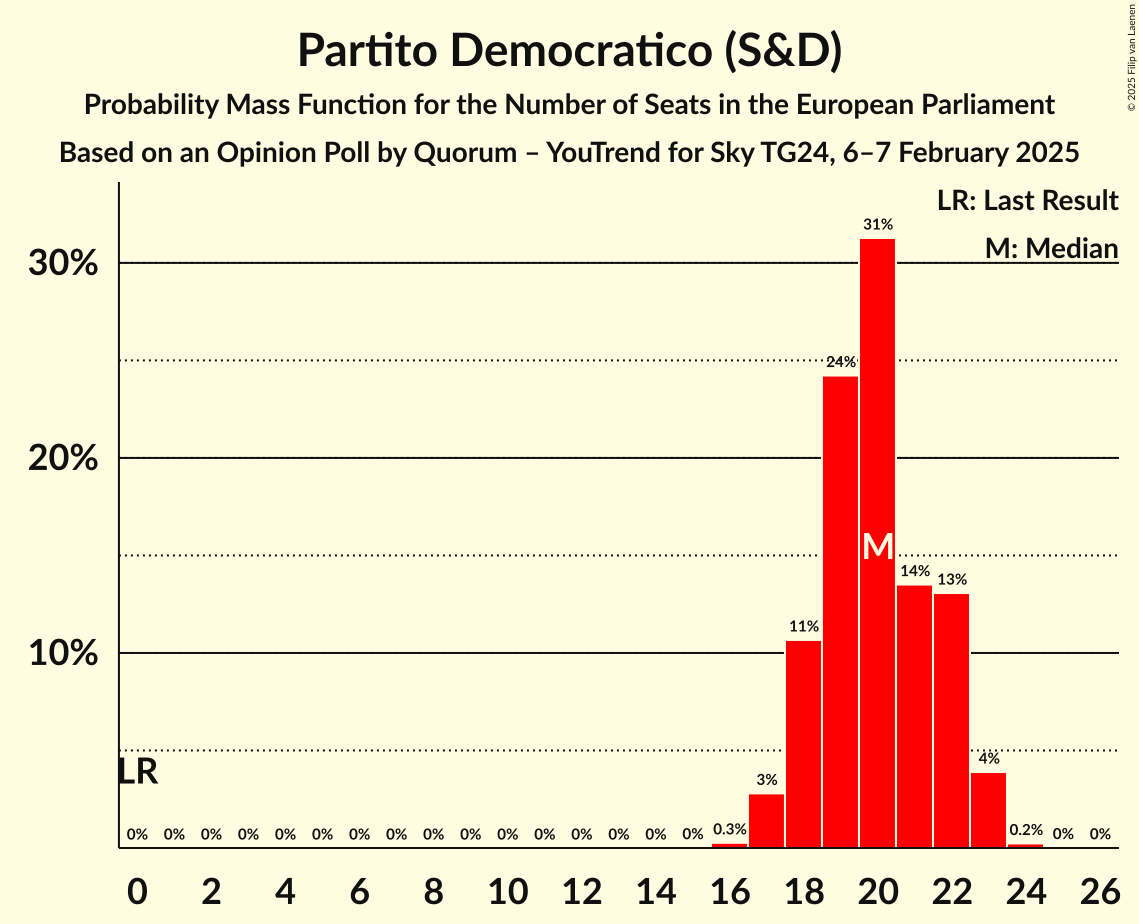 Partito Democratico (S&D)
Probability Mass Function for the Number of Seats in the European Parliament
Based on an Opinion Poll by Quorum – YouTrend for Sky TG24, 6–7 February 2025
© 2025 Filip van Laenen
LR: Last Result
M: Median
30%
20%
10%
LR
M
0% 0% 0% 0% 0% 0% 0% 0% 0% 0% 0% 0% 0% 0% 0% 0% 0.3% 3% 11% 24% 31% 14% 13% 4% 0.2% 0% 0%
0 2 4 6 8 10 12 14 16 18 20 22 24 26